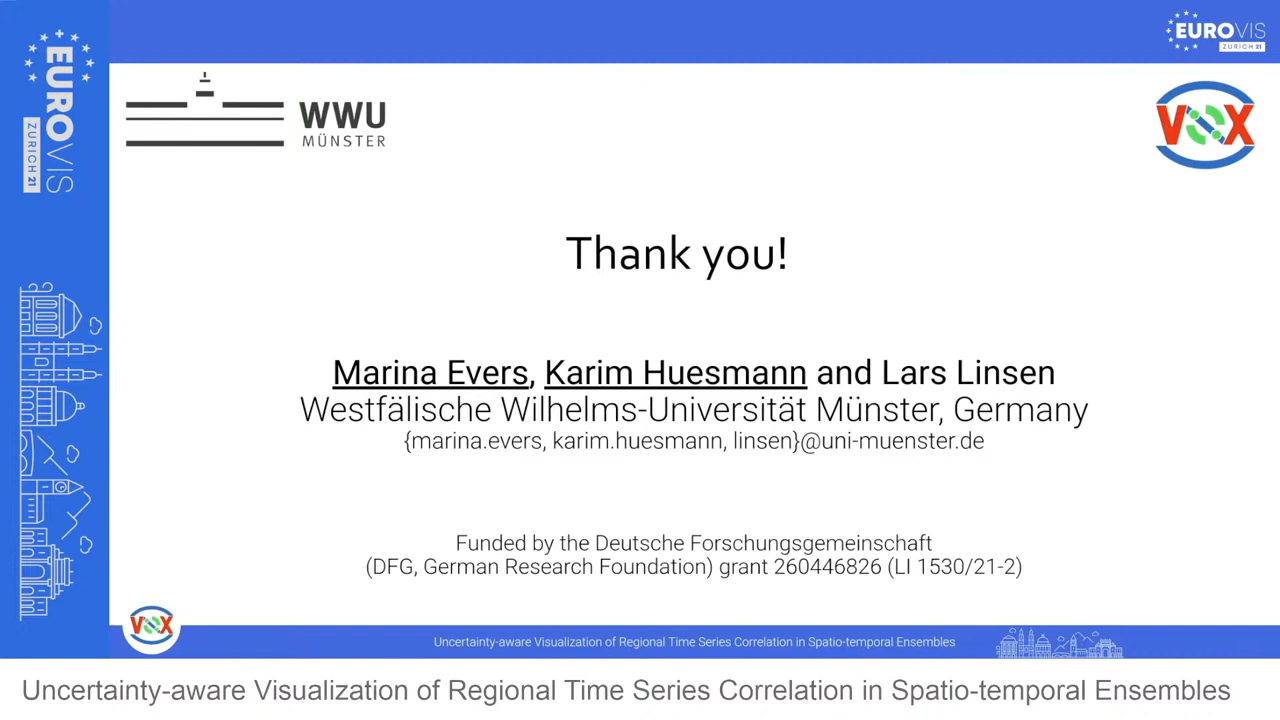 EUROVIS
ZURICH 21
EUROVIS
ZURICH 21
WWU
MÜNSTER
VOX
Thank you!
Marina Evers, Karim Huesmann and Lars Linsen
Westfälische Wilhelms-Universität Münster, Germany
{marina.evers, karim.huesmann, linsen}@uni-muenster.de
Funded by the Deutsche Forschungsgemeinschaft
(DFG, German Research Foundation) grant 260446826 (LI 1530/21-2)
VOX
Uncertainty-aware Visualization of Regional Time Series Correlation in Spatio-temporal Ensembles
Uncertainty-aware Visualization of Regional Time Series Correlation in Spatio-temporal Ensembles